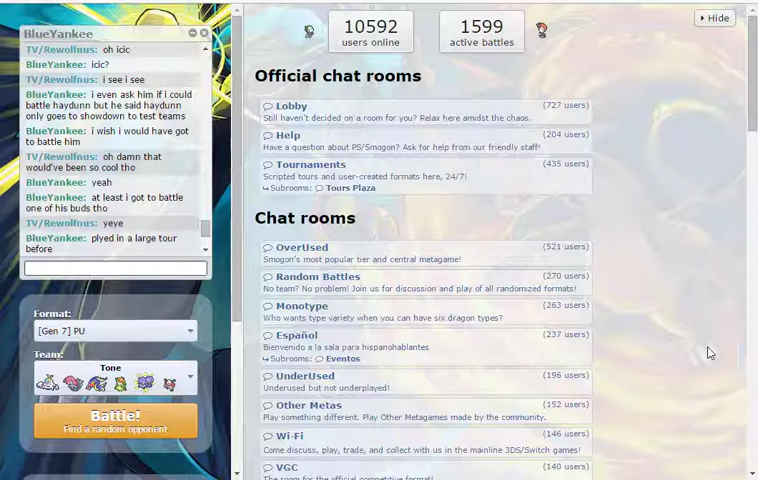 BlueYankee
TV/Rewolfnus: oh icic
BlueYankee: icic?
TV/Rewolfnus: i see i see
BlueYankee: i even ask him if i could
battle haydunn but he said haydunn
only goes to showdown to test teams
BlueYankee: i wish i would have got
to battle him
TV/Rewolfnus: oh damn that
would've been so cool tho
BlueYankee: yeah
BlueYankee: at least i got to battle
one of his buds tho
TV/Rewolfnus: yeye
BlueYankee: plyed in a large tour
before
Format:
[Gen 7] PU
Team:
Tone
Battle!
Find a random opponent
10592
users online
1599
active battles
Hide
Official chat rooms
Lobby (727 users)
Still haven't decided on a room for you? Relax here amidst the chaos.
Help (204 users)
Have a question about PS/Smogon? Ask for help from our friendly staff!
Tournaments (435 users)
Scripted tours and user-created formats here, 24/7!
Subrooms: Tours Plaza
Chat rooms
OverUsed (521 users)
Smogon's most popular tier and central metagame!
Random Battles (270 users)
No team? No problem! Join us for discussion and play of all randomized formats!
Monotype (263 users)
Who wants type variety when you can have six dragon types?
Español (237 users)
Bienvenido a la sala para hispanohablantes
Subrooms: Eventos
UnderUsed (196 users)
Underused but not underplayed!
Other Metas (152 users)
Play something different. Play Other Metagames made by the community.
Wi-Fi (146 users)
Come discuss, play, trade, and collect with us in the mainline 3DS/Switch games!
VGC (140 users)
The room for the official competitive format!